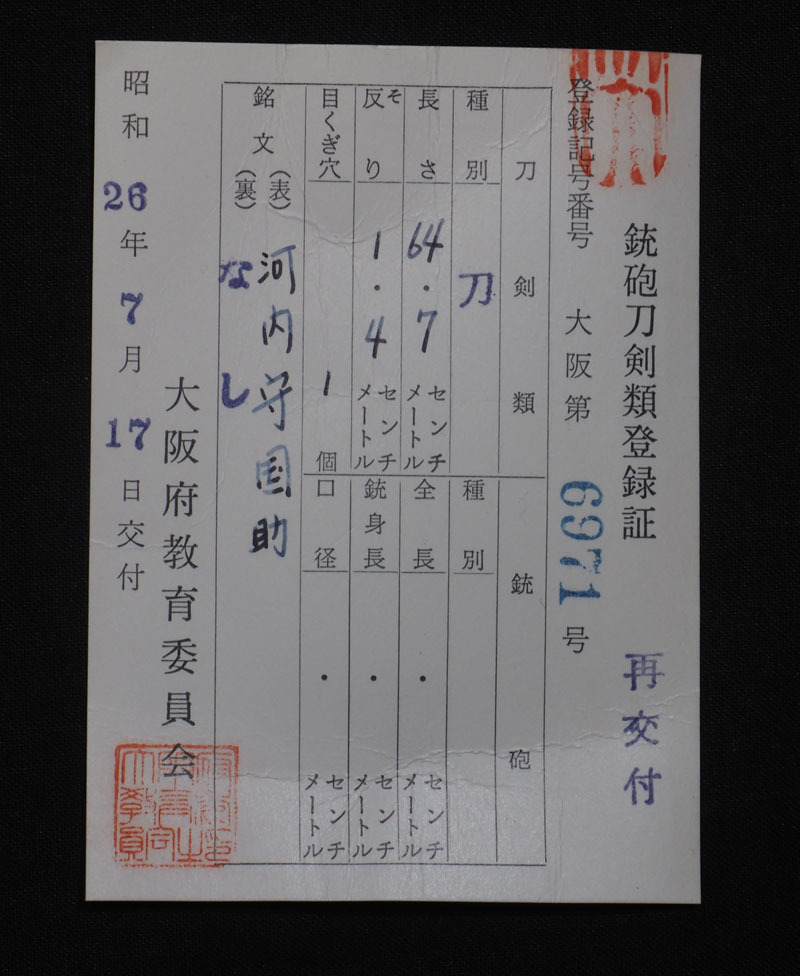 銃砲刀剣類登録証 再交付
登録記号番号 大阪第 6971 号
刀剣類
種別 刀
長さ 64.7 センチメートル
反り そ 1.4 センチメートル
目くぎ穴 1 個
銘文 (表) 河内守国助
(裏) なし
銃砲
種別
全長 ・ センチメートル
銃身長 ・ センチメートル
口径 ・ センチメートル
大阪府教育委員会
昭和 26 年 7 月 17 日交付